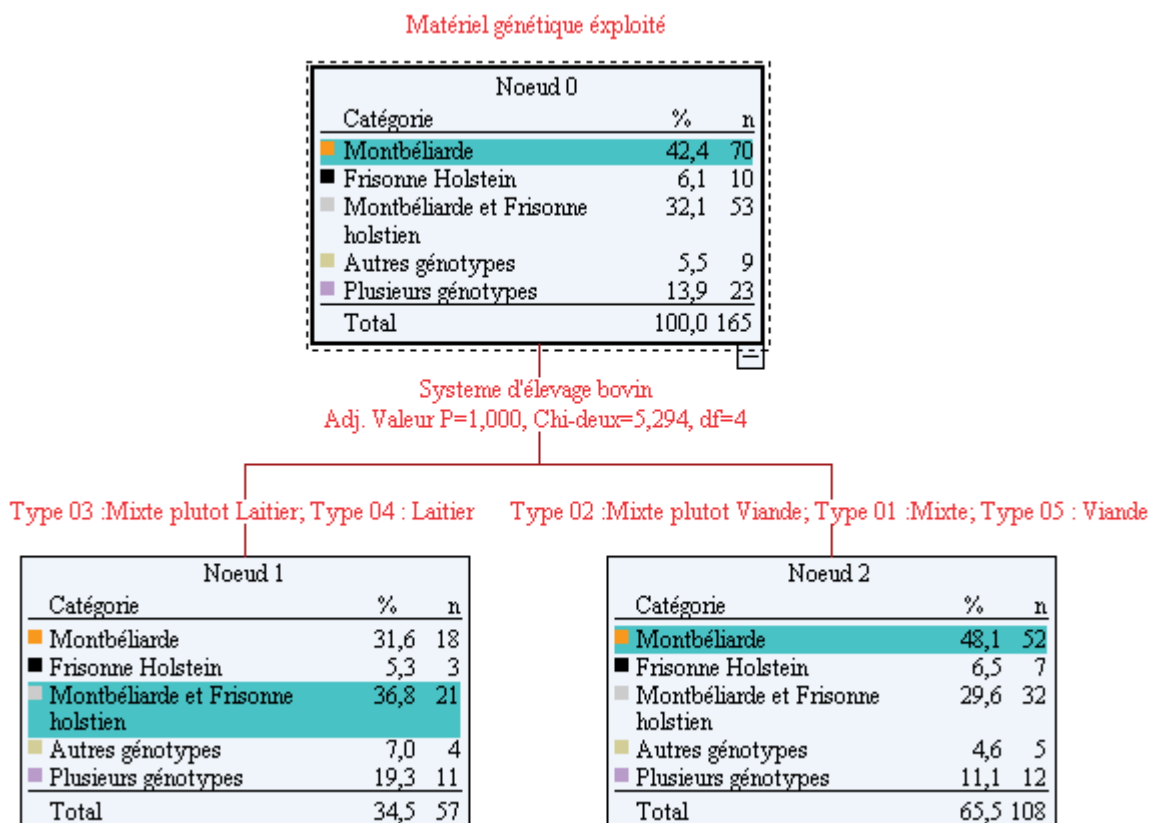 Matériel génétique éxploité
Noeud 0
Catégorie % n
Montbéliarde 42,4 70
Frisonne Holstein 6,1 10
Montbéliarde et Frisonne 32,1 53
holstien
Autres génotypes 5,5 9
Plusieurs génotypes 13,9 23
Total 100,0 165
Systeme d'élevage bovin
Adj. Valeur P=1,000, Chi-deux=5,294, df=4
Type 03 :Mixte plutot Laitier; Type 04 : Laitier
Type 02 :Mixte plutot Viande; Type 01 :Mixte; Type 05 : Viande
Noeud 1
Catégorie % n
Montbéliarde 31,6 18
Frisonne Holstein 5,3 3
Montbéliarde et Frisonne 36,8 21
holstien
Autres génotypes 7,0 4
Plusieurs génotypes 19,3 11
Total 34,5 57
Noeud 2
Catégorie % n
Montbéliarde 48,1 52
Frisonne Holstein 6,5 7
Montbéliarde et Frisonne 29,6 32
holstien
Autres génotypes 4,6 5
Plusieurs génotypes 11,1 12
Total 65,5 108